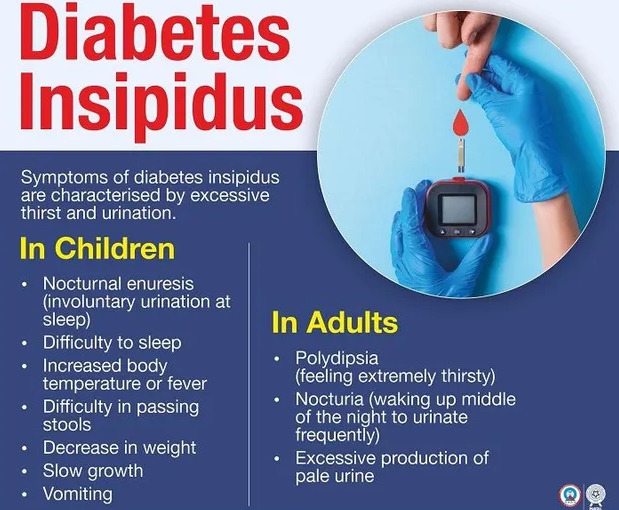 Diabetes
Insipidus
Symptoms of diabetes insipidus
are characterised by excessive
thirst and urination.
In Children
• Nocturnal enuresis
(involuntary urination at
sleep)
• Difficulty to sleep
• Increased body
temperature or fever
• Difficulty in passing
stools
• Decrease in weight
• Slow growth
• Vomiting
In Adults
• Polydipsia
(feeling extremely thirsty)
• Nocturia (waking up middle
of the night to urinate
frequently)
• Excessive production of
pale urine